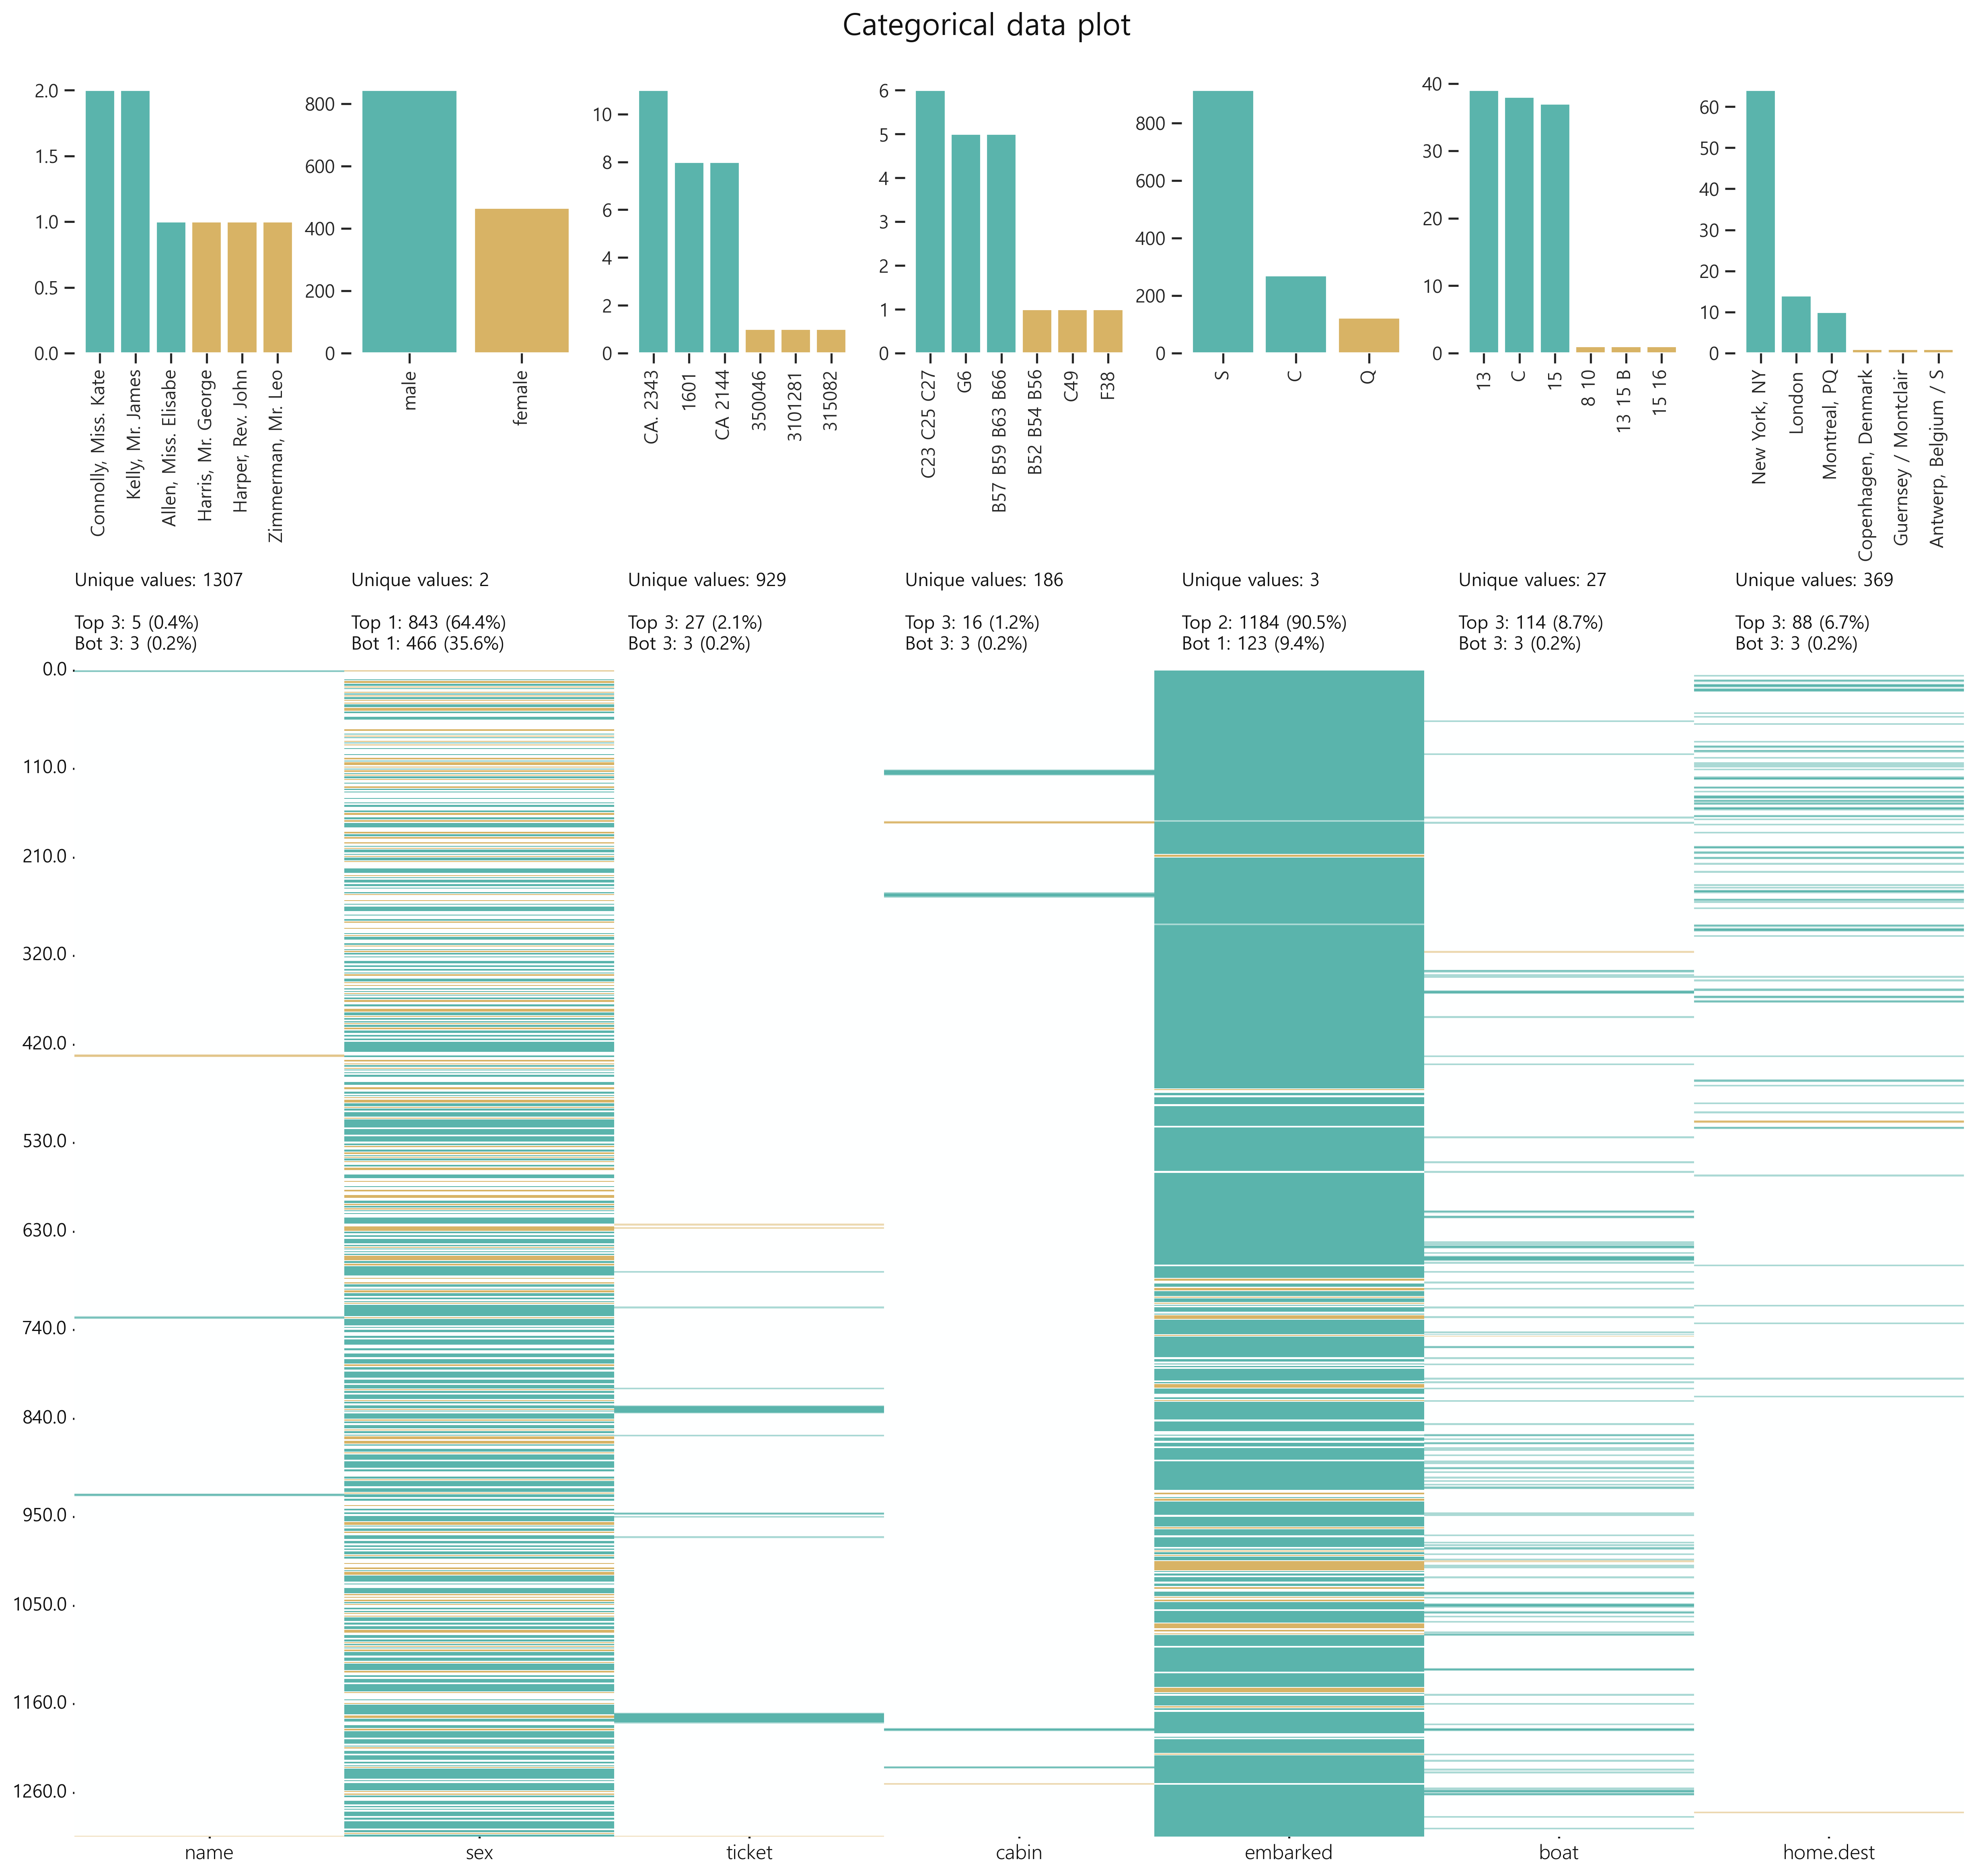 Categorical data plot
2.0
1.5
1.0
0.5
0.0
Connolly, Miss. Kate
Kelly, Mr. James
Allen, Miss. Elisabe
Harris, Mr. George
Harper, Rev. John
Zimmerman, Mr. Leo
800
600
400
200
0
male
female
10
8
6
4
2
0
CA. 2343
1601
CA 2144
350046
3101281
315082
6
5
4
3
2
1
0
C23 C25 C27
G6
B57 B59 B63 B66
B52 B54 B56
C49
F38
800
600
400
200
0
S
C
Q
40
30
20
10
0
13
C
15
8 10
13 15 B
15 16
60
50
40
30
20
10
0
New York, NY
London
Montreal, PQ
Copenhagen, Denmark
Guernsey / Montclair
Antwerp, Belgium / S
Unique values: 1307
Top 3: 5 (0.4%)
Bot 3: 3 (0.2%)
Unique values: 2
Top 1: 843 (64.4%)
Bot 1: 466 (35.6%)
Unique values: 929
Top 3: 27 (2.1%)
Bot 3: 3 (0.2%)
Unique values: 186
Top 3: 16 (1.2%)
Bot 3: 3 (0.2%)
Unique values: 3
Top 2: 1184 (90.5%)
Bot 1: 123 (9.4%)
Unique values: 27
Top 3: 114 (8.7%)
Bot 3: 3 (0.2%)
Unique values: 369
Top 3: 88 (6.7%)
Bot 3: 3 (0.2%)
0.0
110.0
210.0
320.0
420.0
530.0
630.0
740.0
840.0
950.0
1050.0
1160.0
1260.0
name
sex
ticket
cabin
embarked
boat
home.dest